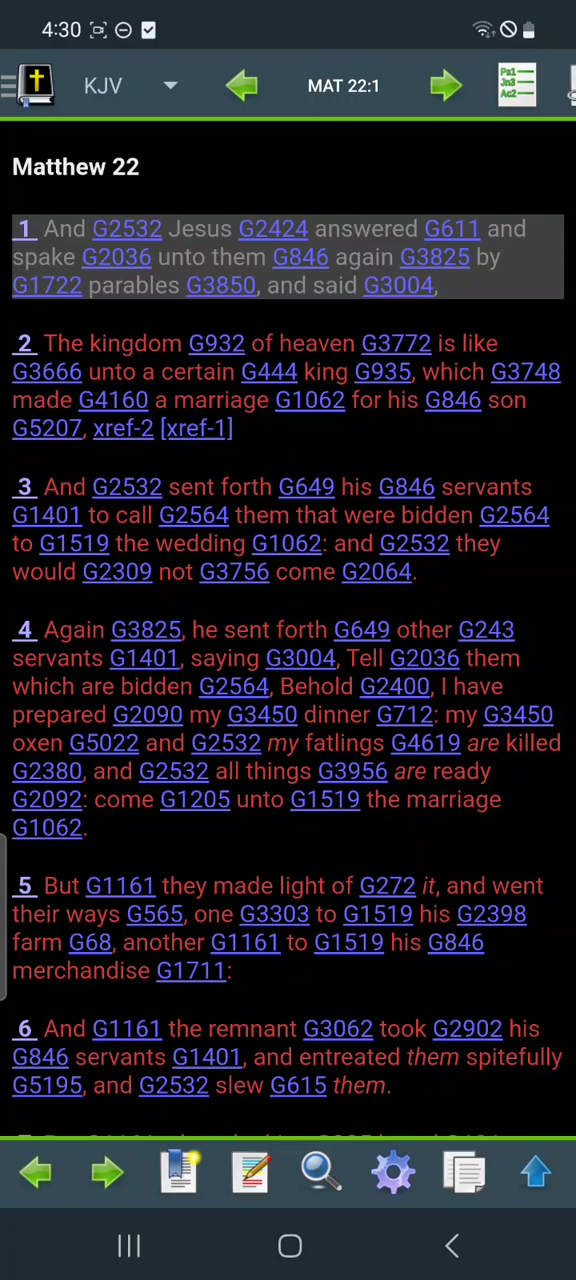 4:30
KJV
MAT 22:1
Ps1
Jn3
Ac2
Matthew 22
1 And G2532 Jesus G2424 answered G611 and
spake G2036 unto them G846 again G3825 by
G1722 parables G3850, and said G3004,
2 The kingdom G932 of heaven G3772 is like
G3666 unto a certain G444 king G935, which G3748
made G4160 a marriage G1062 for his G846 son
G5207, xref-2 [xref-1]
3 And G2532 sent forth G649 his G846 servants
G1401 to call G2564 them that were bidden G2564
to G1519 the wedding G1062: and G2532 they
would G2309 not G3756 come G2064.
4 Again G3825, he sent forth G649 other G243
servants G1401, saying G3004, Tell G2036 them
which are bidden G2564, Behold G2400, I have
prepared G2090 my G3450 dinner G712: my G3450
oxen G5022 and G2532 my fatlings G4619 are killed
G2380, and G2532 all things G3956 are ready
G2092: come G1205 unto G1519 the marriage
G1062.
5 But G1161 they made light of G272 it, and went
their ways G565, one G3303 to G1519 his G2398
farm G68, another G1161 to G1519 his G846
merchandise G1711:
6 And G1161 the remnant G3062 took G2902 his
G846 servants G1401, and entreated them spitefully
G5195, and G2532 slew G615 them.